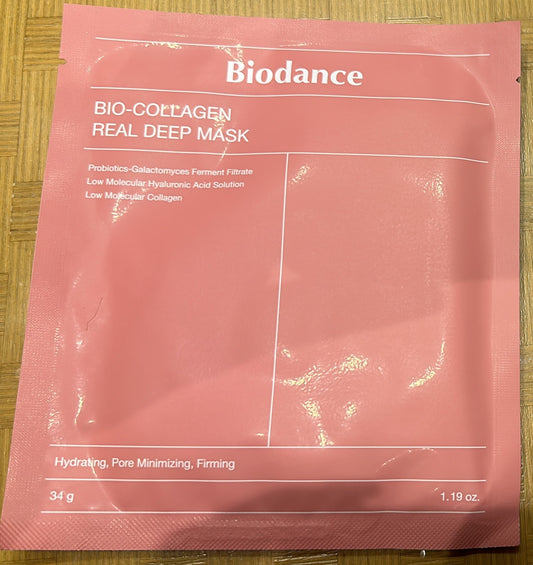 Biodance
BIO-COLLAGEN
REAL DEEP MASK
Probiotics-Galactomyces Ferment Filtrate
Low Molecular Hyaluronic Acid Solution
Low Molecular Collagen
Hydrating, Pore Minimizing, Firming
34 g
1.19 oz.